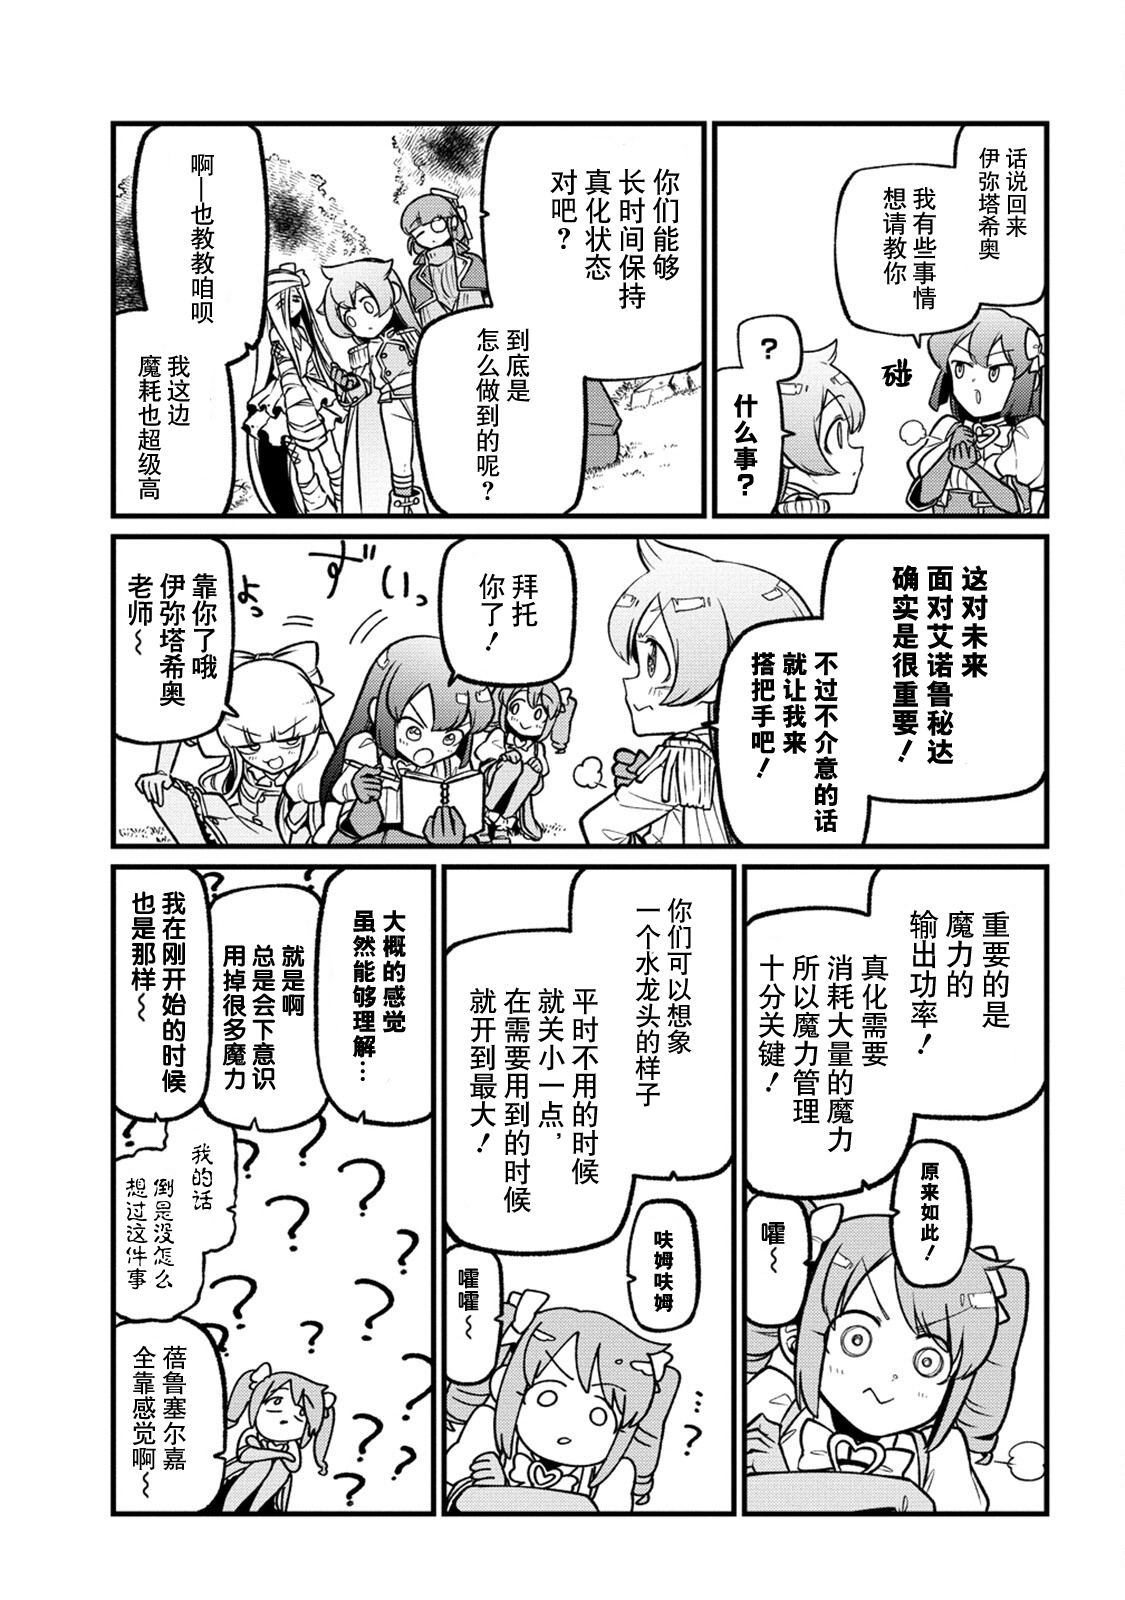 话说回来
伊弥塔希奥
我有些事情
想请教你
碰
?
什么事?
你们能够
长时间保持
真化状态
对吧?
到底是
怎么做到的呢?
啊—也教教咱呗
我这边
魔耗也超级高
这对未来
面对艾诺鲁秘达
确实是很重要!
不过不介意的话
就让我来
搭把手吧!
拜托
你了!
ずいっ
よっ
靠你了哦
伊弥塔希奥
老师~
重要的是
魔力的
输出功率!
真化需要
消耗大量的魔力
所以魔力管理
十分关键!
原来如此!
嚯~
你们可以想象
一个水龙头的样子
平时不用的时候
就关小一点,
在需要用到的时候
就开到最大!
呋姆呋姆
嚯嚯~
大概的感觉
虽然能够理解…
就是啊
总是会下意识
用掉很多魔力
我在刚开始的时候
也是那样~
我的话
倒是没怎么
想过这件事
蓓鲁塞尔嘉
全靠感觉啊~